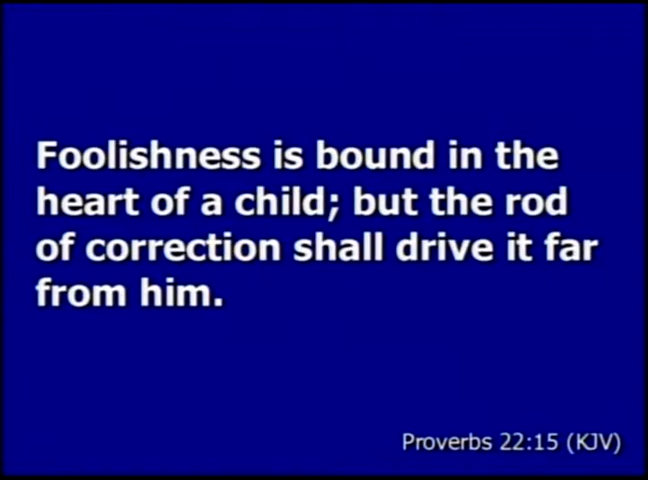 Foolishness is bound in the
heart of a child; but the rod
of correction shall drive it far
from him.
Proverbs 22:15 (KJV)